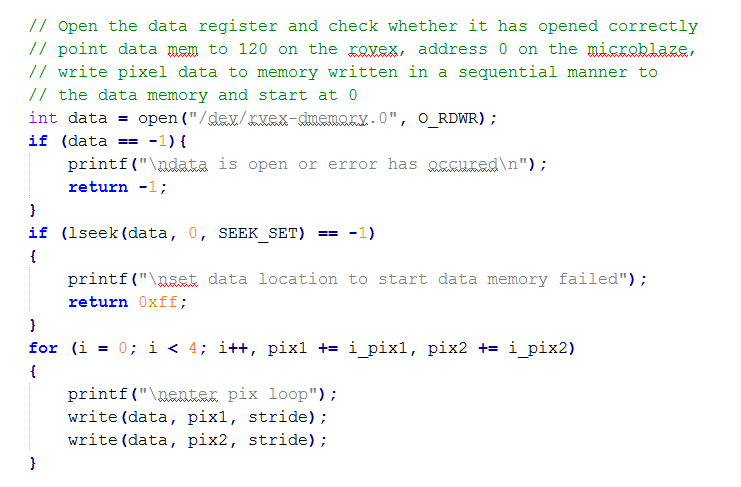 // Open the data register and check whether it has opened correctly
// point data mem to 120 on the rovex, address 0 on the microblaze,
// write pixel data to memory written in a sequential manner to
// the data memory and start at 0
int data = open("/dev/rvex-dmemory.0", O_RDWR);
if (data == -1){
    printf("\ndata is open or error has occured\n");
    return -1;
}
if (lseek(data, 0, SEEK_SET) == -1)
{
    printf("\nset data location to start data memory failed");
    return 0xff;
}
for (i = 0; i < 4; i++, pix1 += i_pix1, pix2 += i_pix2)
{
    printf("\nenter pix loop");
    write(data, pix1, stride);
    write(data, pix2, stride);
}